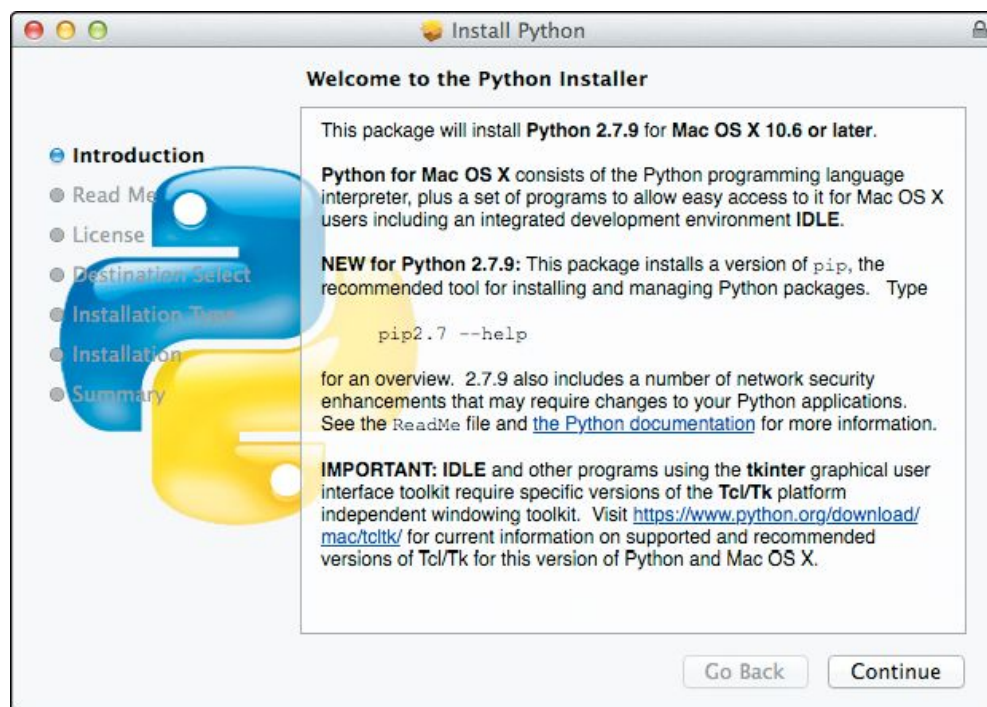 Install Python
Welcome to the Python Installer
Introduction
Read Me
License
Destination Select
Installation Type
Installation
Summary
This package will install Python 2.7.9 for Mac OS X 10.6 or later.
Python for Mac OS X consists of the Python programming language
interpreter, plus a set of programs to allow easy access to it for Mac OS X
users including an integrated development environment IDLE.
NEW for Python 2.7.9: This package installs a version of pip, the
recommended tool for installing and managing Python packages.   Type
pip2.7 --help
for an overview.  2.7.9 also includes a number of network security
enhancements that may require changes to your Python applications.
See the ReadMe file and the Python documentation for more information.
IMPORTANT: IDLE and other programs using the tkinter graphical user
interface toolkit require specific versions of the Tcl/Tk platform
independent windowing toolkit.  Visit https://www.python.org/download/
mac/tcltk/ for current information on supported and recommended
versions of Tcl/Tk for this version of Python and Mac OS X.
Go Back
Continue